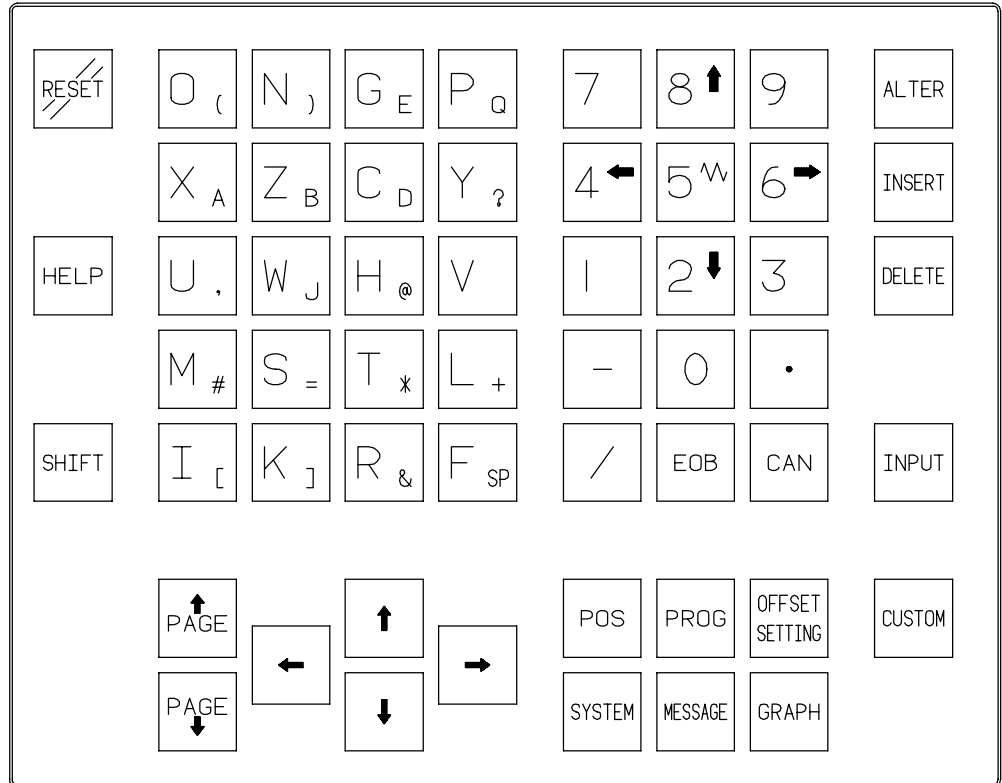 RESET O ( N ) G E P Q 7 8 9 ALTER
X A Z B C D Y ? 4 5 6 INSERT
HELP U , W J H @ V 1 2 3 DELETE
M # S = T * L + - 0 .
SHIFT I [ K ] R & F SP / EOB CAN INPUT
PAGE POS PROG OFFSET
SETTING CUSTOM
PAGE SYSTEM MESSAGE GRAPH